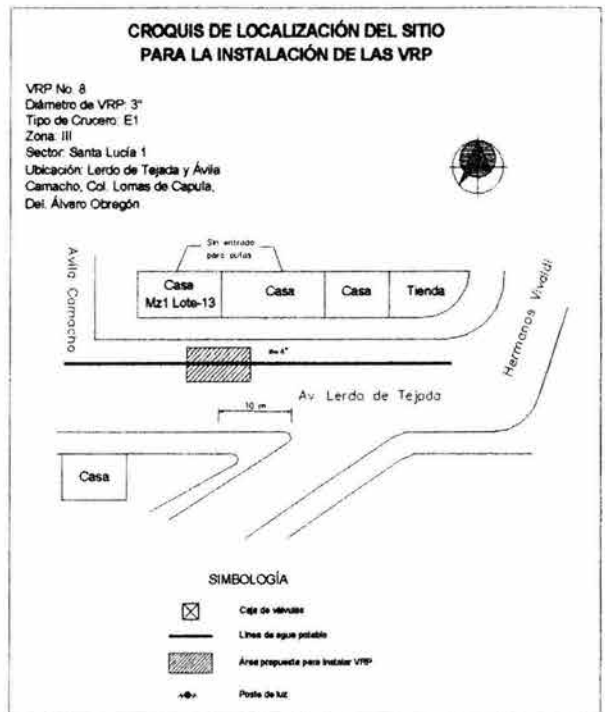 CROQUIS DE LOCALIZACIÓN DEL SITIO
PARA LA INSTALACIÓN DE LAS VRP
VRP No. 8
Diámetro de VRP: 3"
Tipo de Crucero: E1
Zona: III
Sector: Santa Lucía 1
Ubicación: Lerdo de Tejada y Ávila
Camacho, Col. Lomas de Capula,
Del. Álvaro Obregón
Sin entrada
para autos
Avila Camacho
Casa
Mz1 Lote-13
Casa
Casa
Tienda
Hermanos Vivaldi
Av. Lerdo de Tejada
10 m
Casa
SIMBOLOGÍA
Caja de válvulas
Línea de agua potable
Área propuesta para instalar VRP
Poste de luz